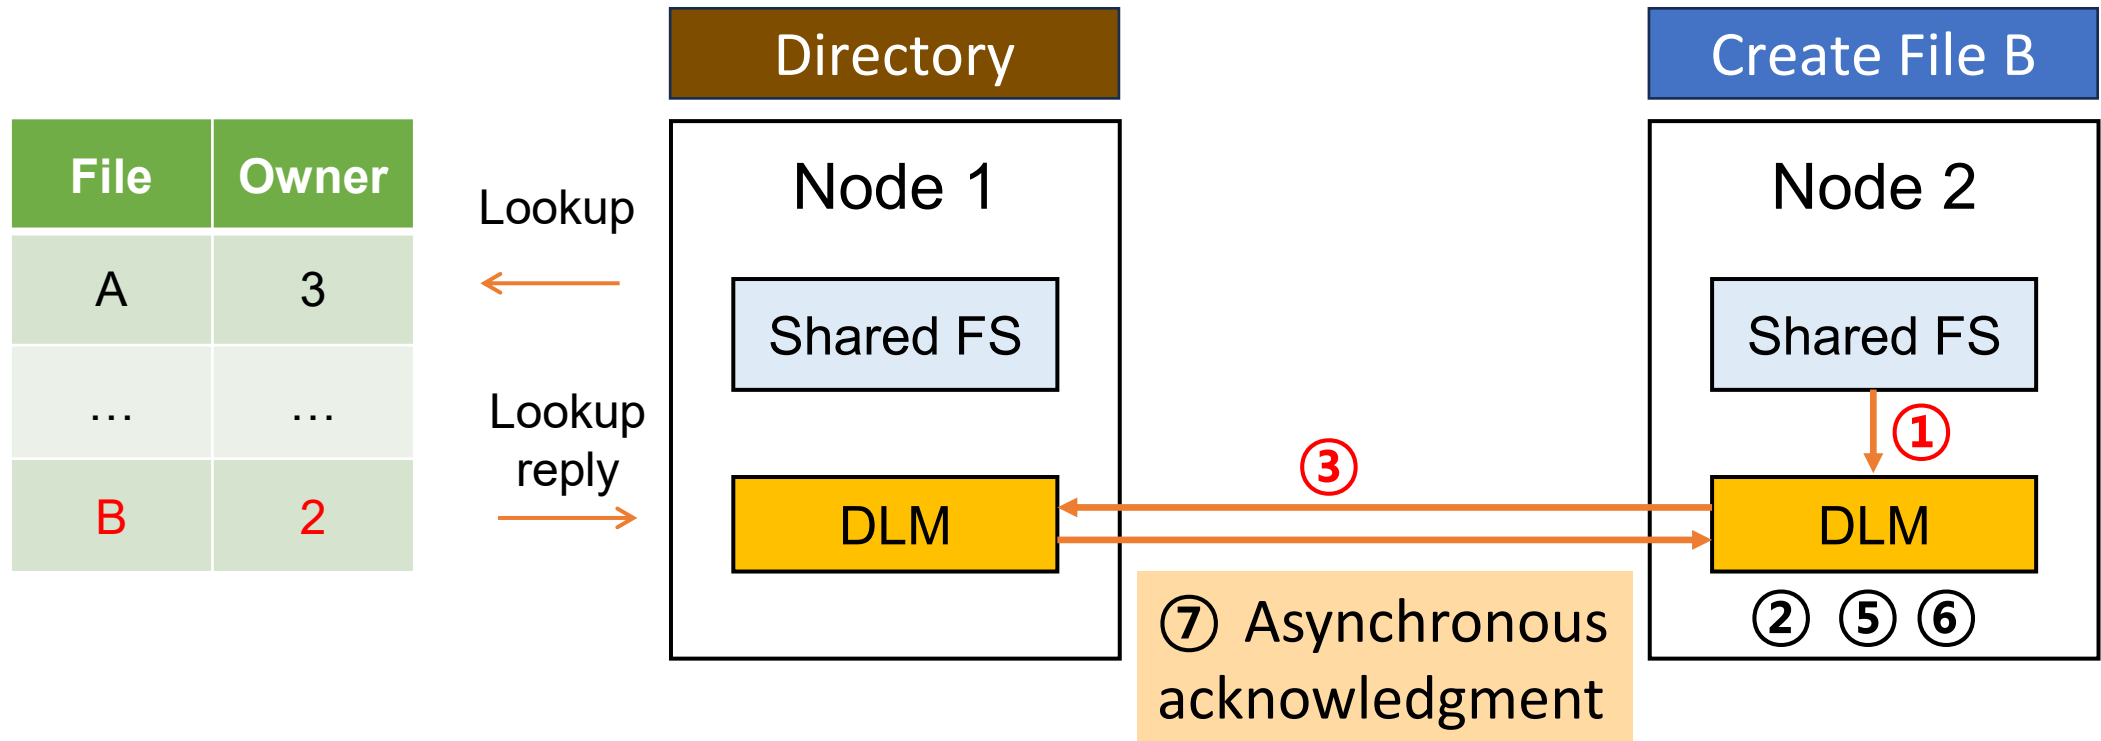 Directory
Create File B
File Owner
A 3
… …
B 2
Lookup
Lookup
reply
Node 1
Shared FS
DLM
③
⑦ Asynchronous
acknowledgment
Node 2
Shared FS
①
DLM
② ⑤ ⑥